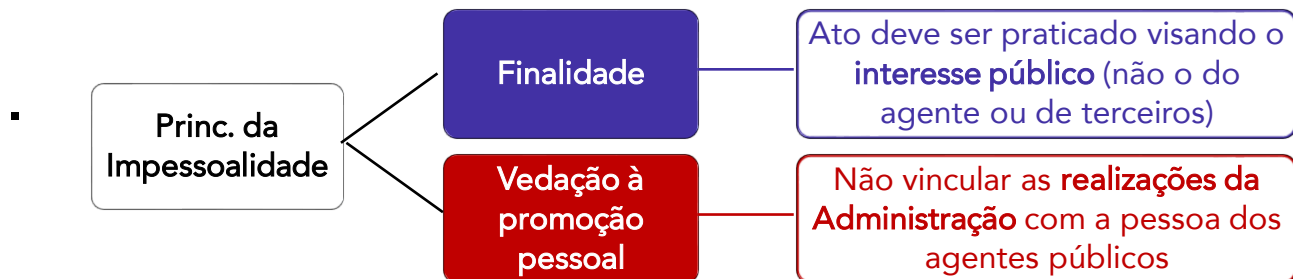 Princ. da
Impessoalidade
Finalidade
Ato deve ser praticado visando o
interesse público (não o do
agente ou de terceiros)
Vedação à
promoção
pessoal
Não vincular as realizações da
Administração com a pessoa dos
agentes públicos